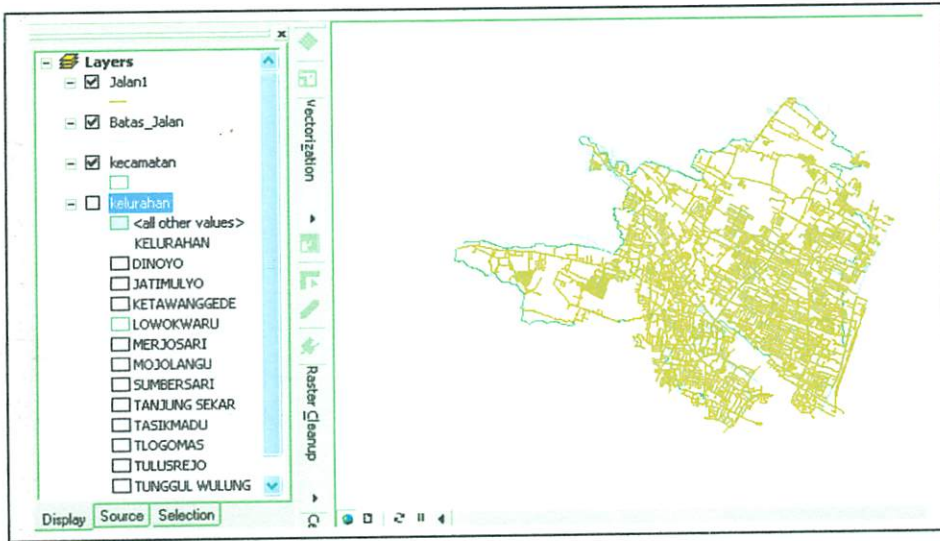 Layers
Jalan1
Batas_Jalan
kecamatan
kelurahan
<all other values>
KELURAHAN
DINOYO
JATIMULYO
KETAWANGGEDE
LOWOKWARU
MERJOSARI
MOJOLANGU
SUMBERSARI
TANJUNG SEKAR
TASIKMADU
TLOGOMAS
TULUSREJO
TUNGGUL WULUNG
Display Source Selection
Vectorization
Raster Cleanup